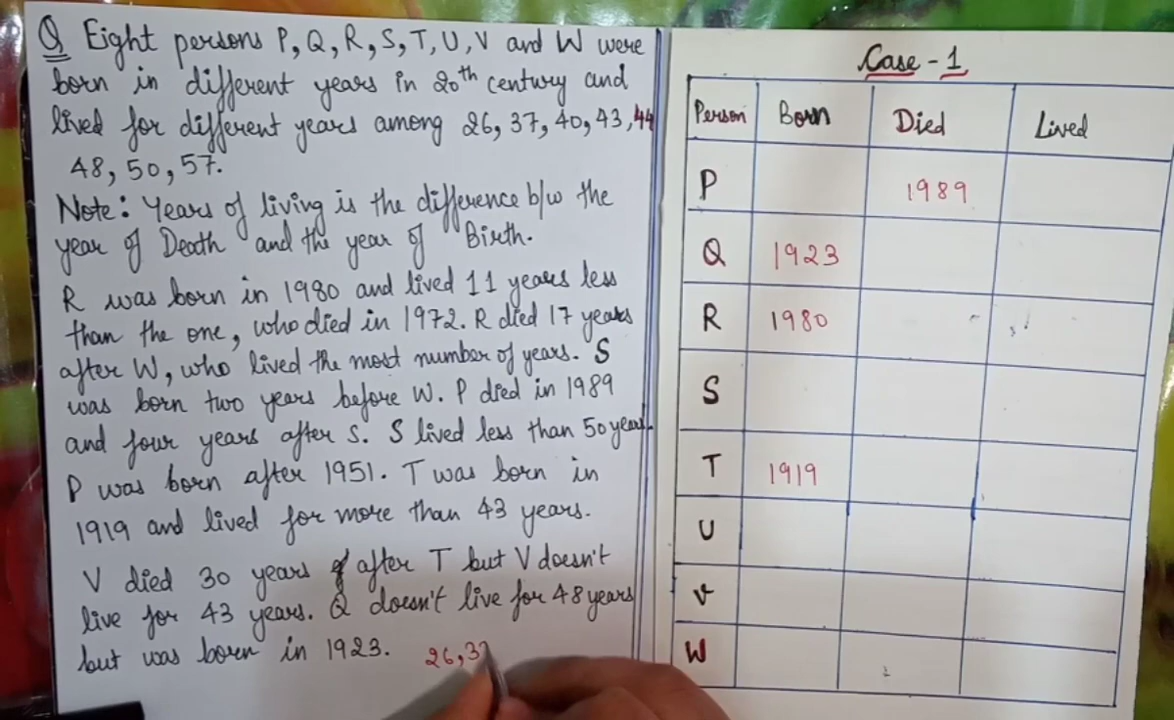 Q Eight persons P, Q, R, S, T, U, V and W were
born in different years in 20th century and
lived for different years among 26, 37, 40, 43, 44
48, 50, 57.
Note: Years of living is the difference b/w the
year of Death and the year of Birth.
R was born in 1980 and lived 11 years less
than the one, who died in 1972. R died 17 years
after W, who lived the most number of years. S
was born two years before W. P died in 1989
and four years after S. S lived less than 50 years.
P was born after 1951. T was born in
1919 and lived for more than 43 years.
V died 30 years after T but V doesn't
live for 43 years. Q doesn't live for 48 years
but was born in 1923.
26, 37
Case - 1
Person Born Died Lived
P 1989
Q 1923
R 1980
S
T 1919
U
V
W